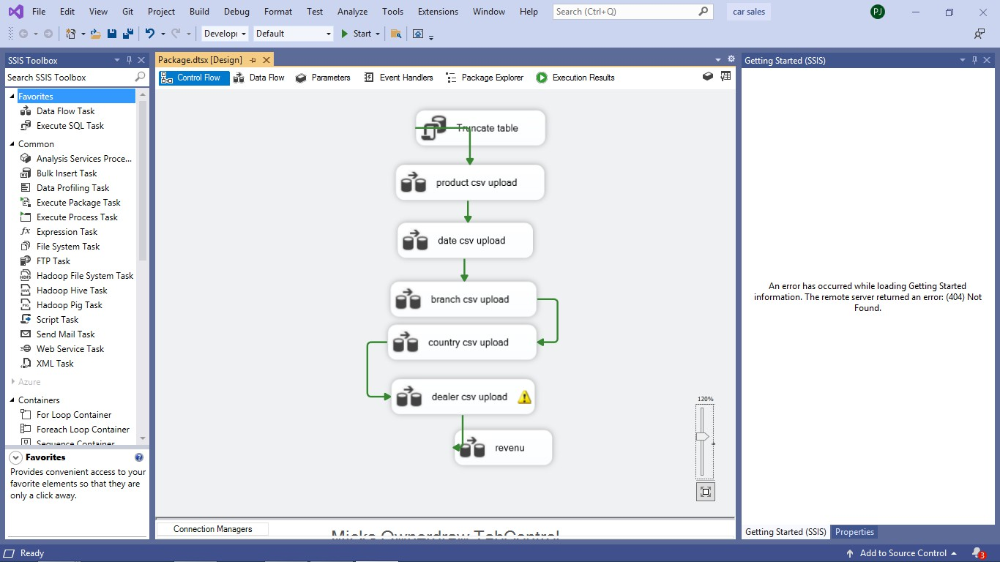 File Edit View Git Project Build Debug Format Test Analyze Tools Extensions Window Help Search (Ctrl+Q) car sales PJ
Develop Default Start
SSIS Toolbox
Search SSIS Toolbox
Favorites
Data Flow Task
Execute SQL Task
Common
Analysis Services Proce...
Bulk Insert Task
Data Profiling Task
Execute Package Task
Execute Process Task
Expression Task
File System Task
FTP Task
Hadoop File System Task
Hadoop Hive Task
Hadoop Pig Task
Script Task
Send Mail Task
Web Service Task
XML Task
Azure
Containers
For Loop Container
Foreach Loop Container
Sequence Container
Favorites
Provides convenient access to your
favorite elements so that they are
only a click away.
Package.dtsx [Design]
Control Flow Data Flow Parameters Event Handlers Package Explorer Execution Results
Truncate table
product csv upload
date csv upload
branch csv upload
country csv upload
dealer csv upload
revenu
120%
Connection Managers
Micks Ownerdraw TabControl
Getting Started (SSIS)
An error has occurred while loading Getting Started
information. The remote server returned an error: (404) Not
Found.
Getting Started (SSIS) Properties
Ready Add to Source Control 3